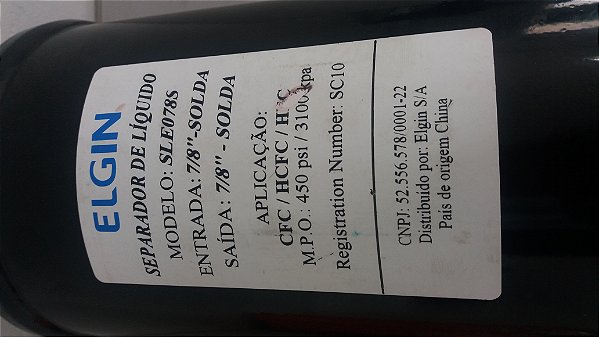 ELGIN
SEPARADOR DE LÍQUIDO
MODELO: SLE078S
ENTRADA: 7/8"-SOLDA
SAÍDA: 7/8" - SOLDA
APLICAÇÃO:
CFC / HCFC /
M.P.O.: 450 psi / 3100 kpa
Registration Number: SC10
CNPJ: 52.556.578/0001-22
Distribuído por: Elgin S/A
País de origem China